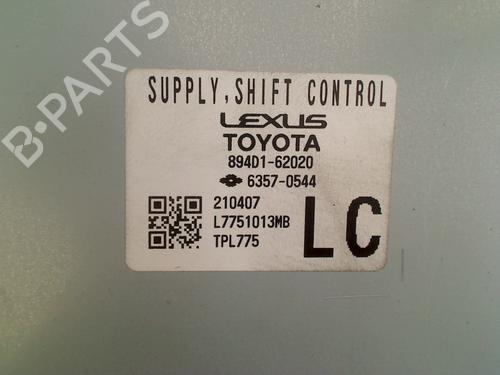 B-PARTS
SUPPLY, SHIFT CONTROL
LEXUS
TOYOTA
894D1-62020
6357-0544
210407
L7751013MB
TPL775
LC